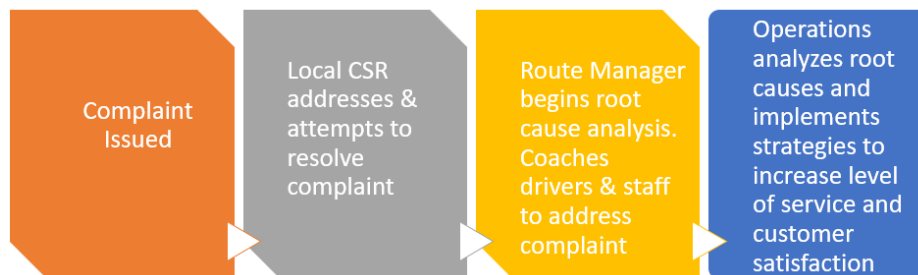 Complaint
Issued
Local CSR
addresses &
attempts to
resolve
complaint
Route Manager
begins root
cause analysis.
Coaches
drivers & staff
to address
complaint
Operations
analyzes root
causes and
implements
strategies to
increase level
of service and
customer
satisfaction